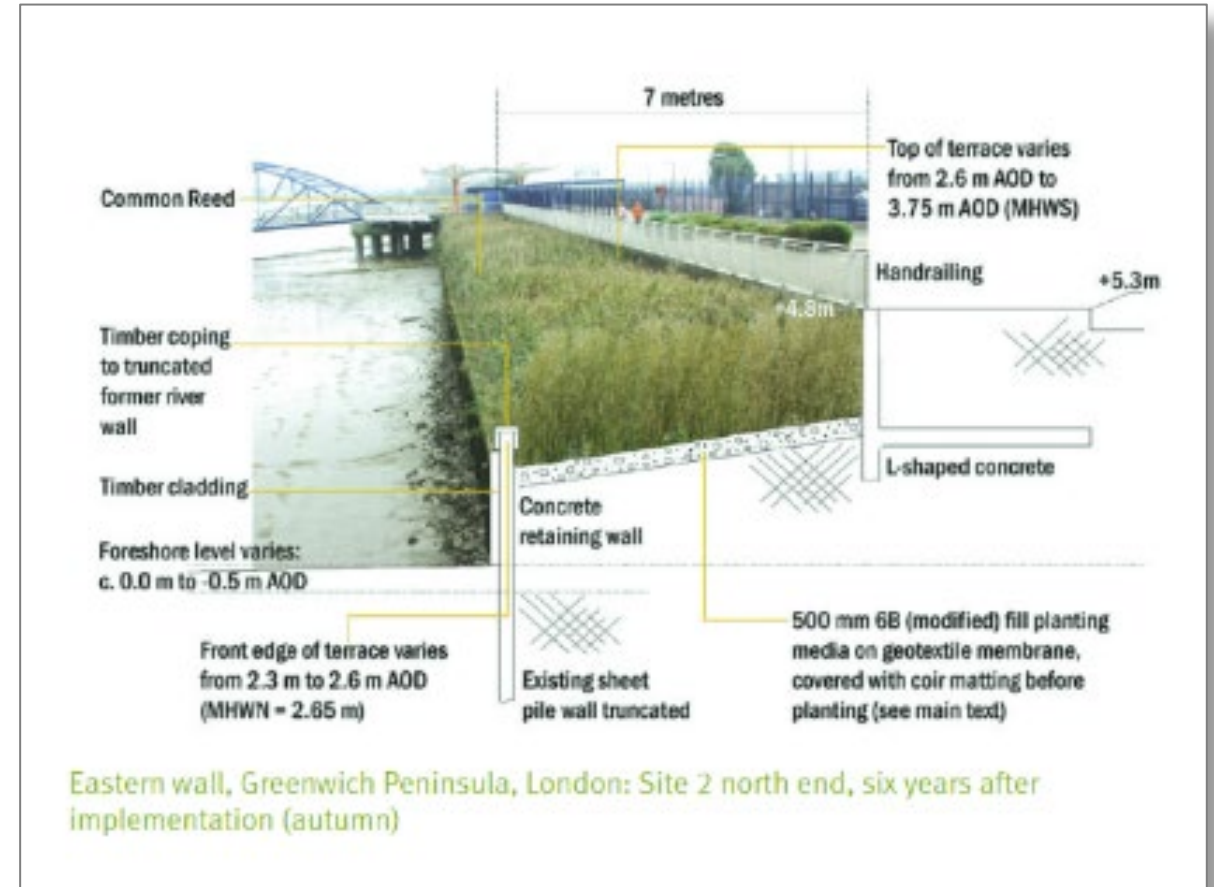 7 metres
Top of terrace varies
from 2.6 m AOD to
3.75 m AOD (MHWS)
Common Reed
Handrailing
+5.3m
+4.8m
Timber coping
to truncated
former river
wall
L-shaped concrete
Timber cladding
Concrete
retaining wall
Foreshore level varies:
c. 0.0 m to -0.5 m AOD
Front edge of terrace varies
from 2.3 m to 2.6 m AOD
(MHWN = 2.65 m)
Existing sheet
pile wall truncated
500 mm 6B (modified) fill planting
media on geotextile membrane,
covered with coir matting before
planting (see main text)
Eastern wall, Greenwich Peninsula, London: Site 2 north end, six years after
implementation (autumn)